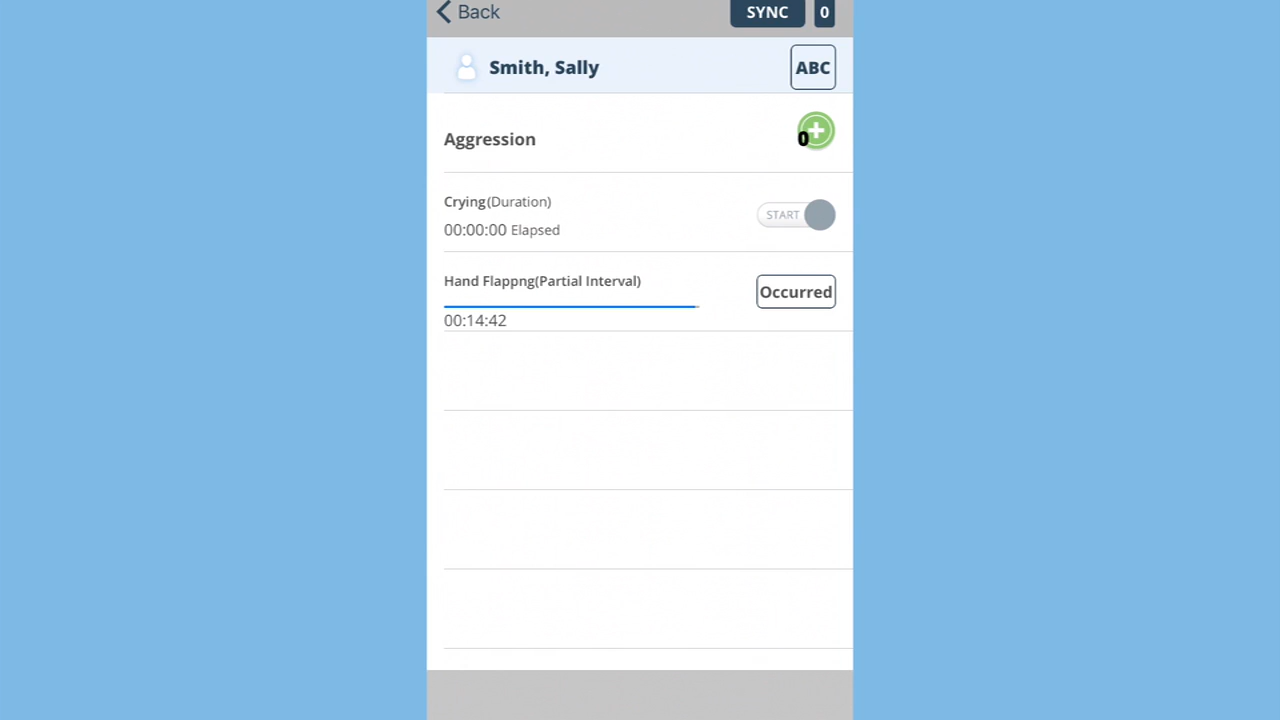 Back
SYNC 0
Smith, Sally
ABC
Aggression
0
Crying(Duration)
00:00:00 Elapsed
START
Hand Flappng(Partial Interval)
00:14:42
Occurred